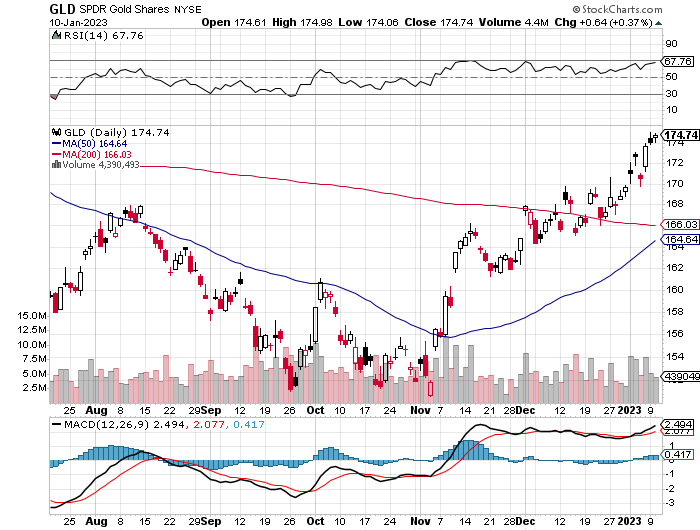 GLD SPDR Gold Shares NYSE
© StockCharts.com
10-Jan-2023 Open 174.61 High 174.98 Low 174.06 Close 174.74 Volume 4.4M Chg +0.64 (+0.37%)
RSI(14) 67.76
90
67.76
50
30
10
GLD (Daily) 174.74
MA(50) 164.64
MA(200) 166.03
Volume 4,390,493
174.74
174
172
170
168
166.03
164.64
164
162
160
158
156
154
439049
15.0M
12.5M
10.0M
7.5M
5.0M
2.5M
25 Aug 8 15 22 29 Sep 12 19 26 Oct 10 17 24 Nov 7 14 21 28 Dec 12 19 27 2023 9
MACD(12,26,9) 2.494, 2.077, 0.417
2.494
2.077
1
0.417
-1
-2
-3
25 Aug 8 15 22 29 Sep 12 19 26 Oct 10 17 24 Nov 7 14 21 28 Dec 12 19 27 2023 9